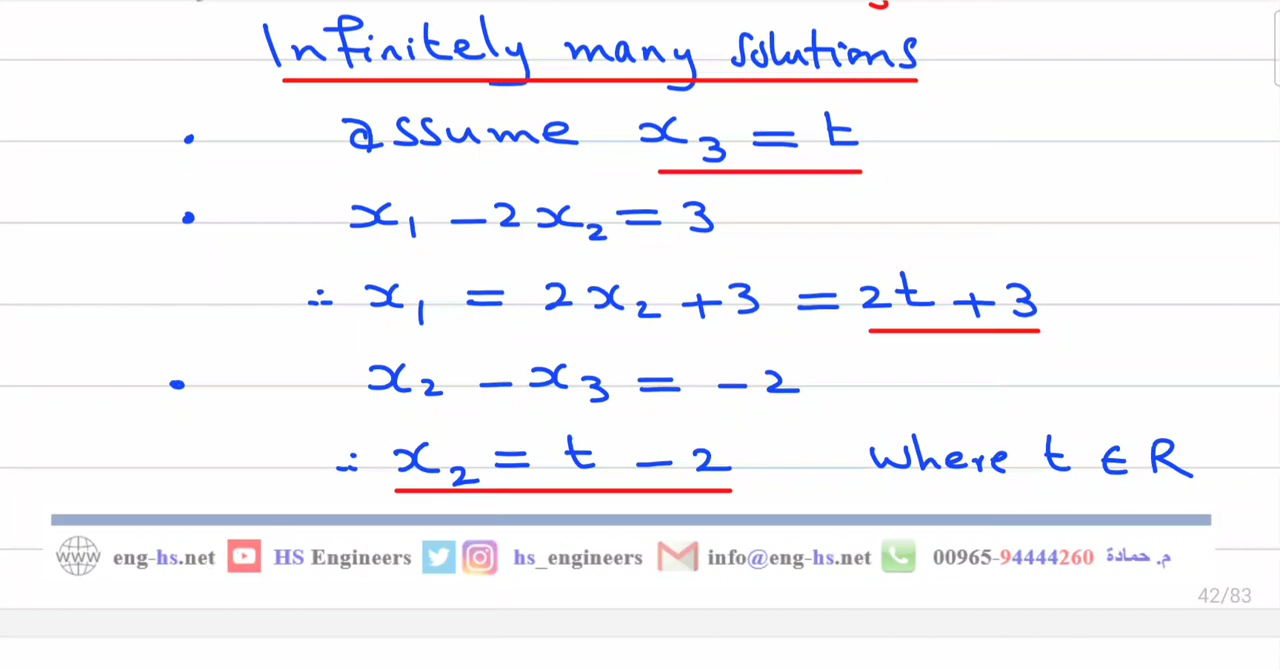 Infinitely many solutions
• assume x₃ = t
• x₁ - 2x₂ = 3
∴ x₁ = 2x₂ + 3 = 2t + 3
• x₂ - x₃ = -2
∴ x₂ = t - 2 where t ∈ R
www eng-hs.net HS Engineers hs_engineers info@eng-hs.net 00965-94444260 م. حمادة
42/83